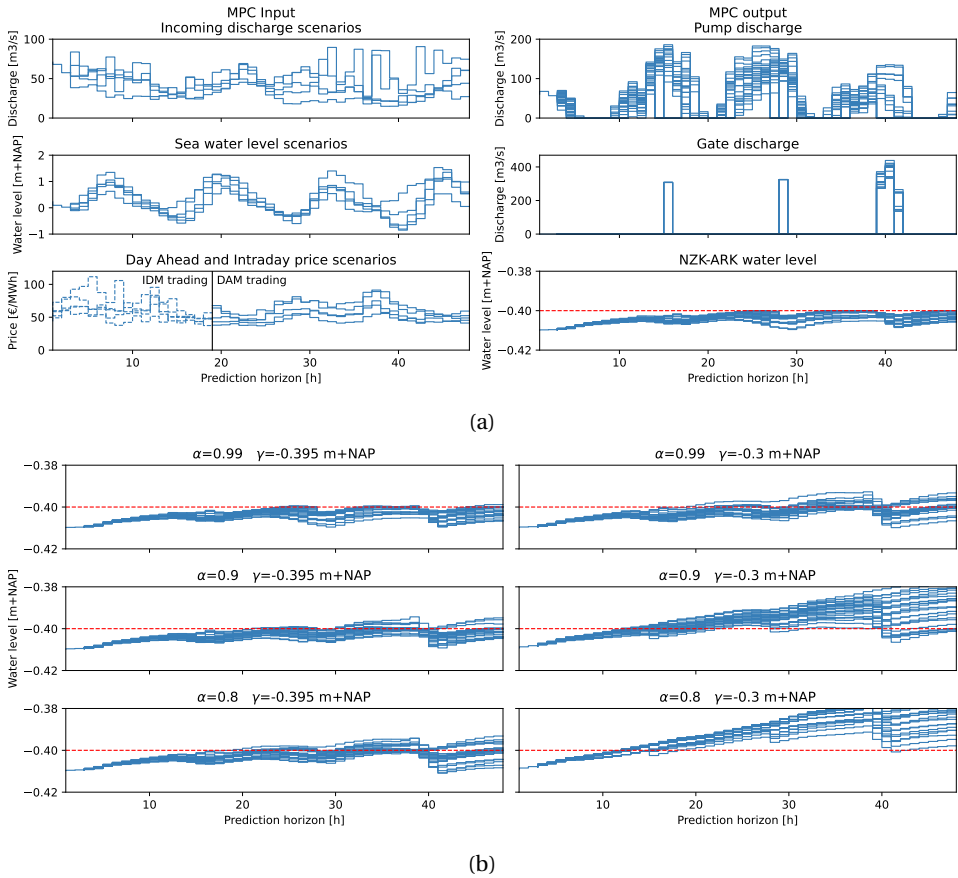 MPC Input
Incoming discharge scenarios
Discharge [m3/s]
100
50
0
Sea water level scenarios
Water level [m+NAP]
2
1
0
−1
Day Ahead and Intraday price scenarios
IDM trading
DAM trading
Price [€/MWh]
100
50
0
10
20
30
40
Prediction horizon [h]
MPC output
Pump discharge
Discharge [m3/s]
200
100
0
Gate discharge
Discharge [m3/s]
400
200
0
NZK-ARK water level
Water level [m+NAP]
−0.38
−0.40
−0.42
10
20
30
40
Prediction horizon [h]
(a)
α=0.99 γ=-0.395 m+NAP
−0.38
−0.40
−0.42
α=0.99 γ=-0.3 m+NAP
α=0.9 γ=-0.395 m+NAP
Water level [m+NAP]
−0.38
−0.40
−0.42
α=0.9 γ=-0.3 m+NAP
α=0.8 γ=-0.395 m+NAP
−0.38
−0.40
−0.42
10
20
30
40
Prediction horizon [h]
α=0.8 γ=-0.3 m+NAP
10
20
30
40
Prediction horizon [h]
(b)